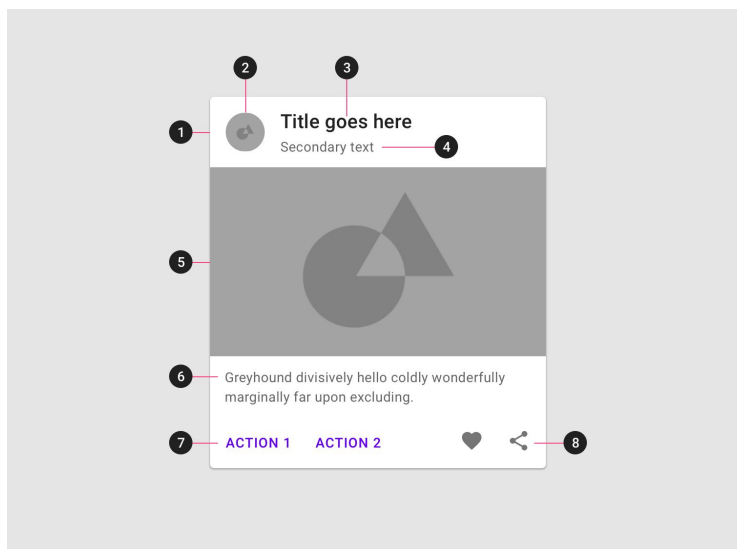 2 3
1 Title goes here
Secondary text 4
5
6 Greyhound divisively hello coldly wonderfully
marginally far upon excluding.
7 ACTION 1 ACTION 2 8